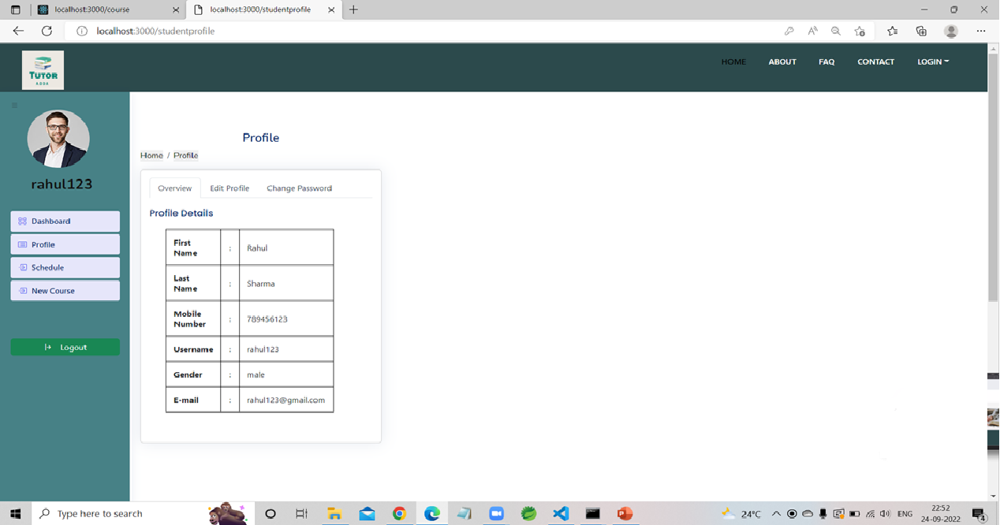 localhost:3000/course
localhost:3000/studentprofile
localhost:3000/studentprofile
TUTOR
ADDA
HOME
ABOUT
FAQ
CONTACT
LOGIN
rahul123
Dashboard
Profile
Schedule
New Course
Logout
Profile
Home / Profile
Overview
Edit Profile
Change Password
Profile Details
First
Name
:
Rahul
Last
Name
:
Sharma
Mobile
Number
:
789456123
Username
:
rahul123
Gender
:
male
E-mail
:
rahul123@gmail.com
Type here to search
24°C
ENG
22:52
24-09-2022
4